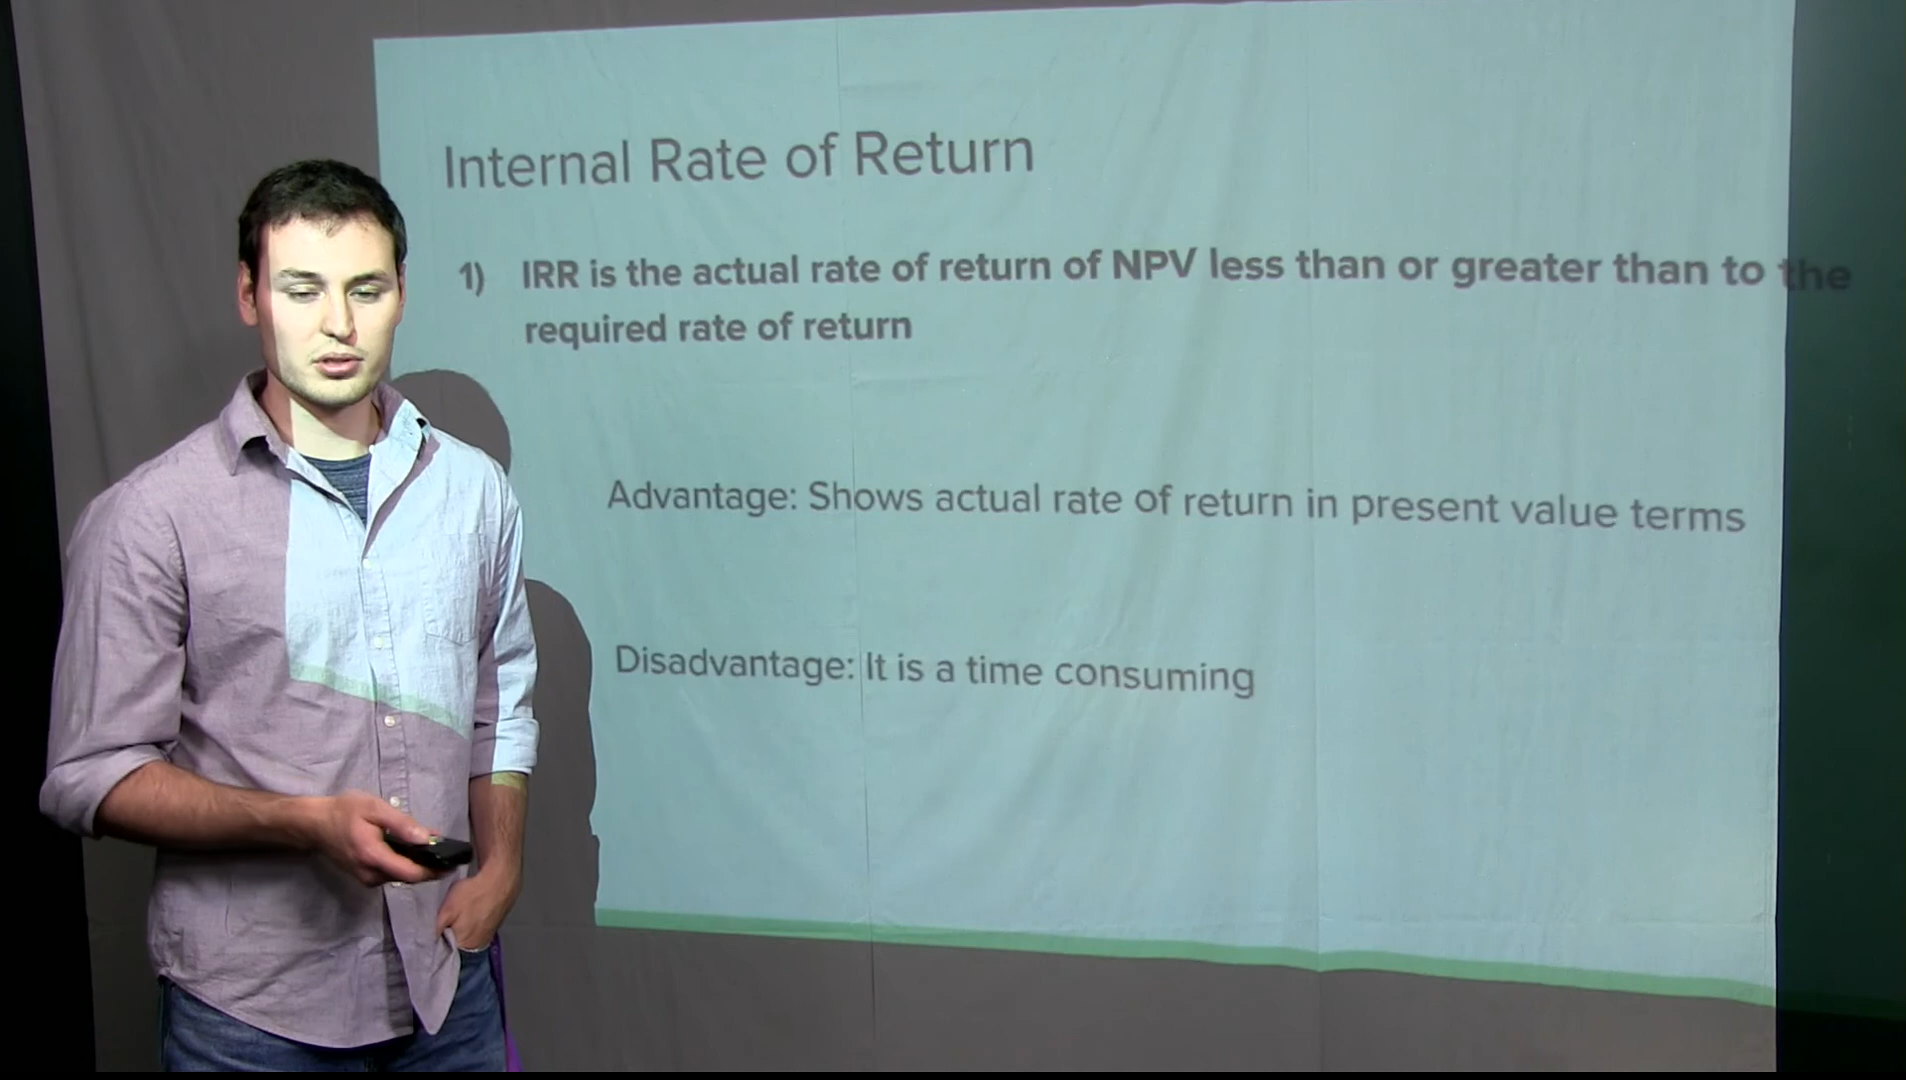 Internal Rate of Return
1) IRR is the actual rate of return of NPV less than or greater than to the
required rate of return
Advantage: Shows actual rate of return in present value terms
Disadvantage: It is a time consuming